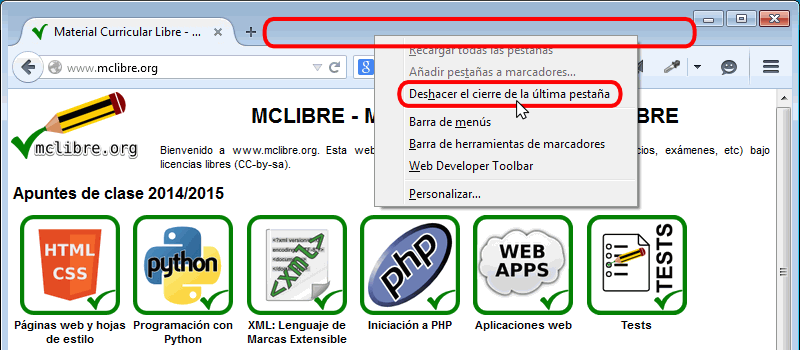 Material Curricular Libre - ...
www.mclibre.org
Recargar todas las pestañas
Añadir pestañas a marcadores...
Deshacer el cierre de la última pestaña
Barra de menús
Barra de herramientas de marcadores
Web Developer Toolbar
Personalizar...
MCLIBRE - M
BRE
mclibre.org
Bienvenido a www.mclibre.org. Esta web
cios, exámenes, etc) bajo
licencias libres (CC-by-sa).
Apuntes de clase 2014/2015
HTML
CSS
python
<xml>
php
WEB
APPS
TESTS
Páginas web y hojas
de estilo
Programación con
Python
XML: Lenguaje de
Marcas Extensible
Iniciación a PHP
Aplicaciones web
Tests